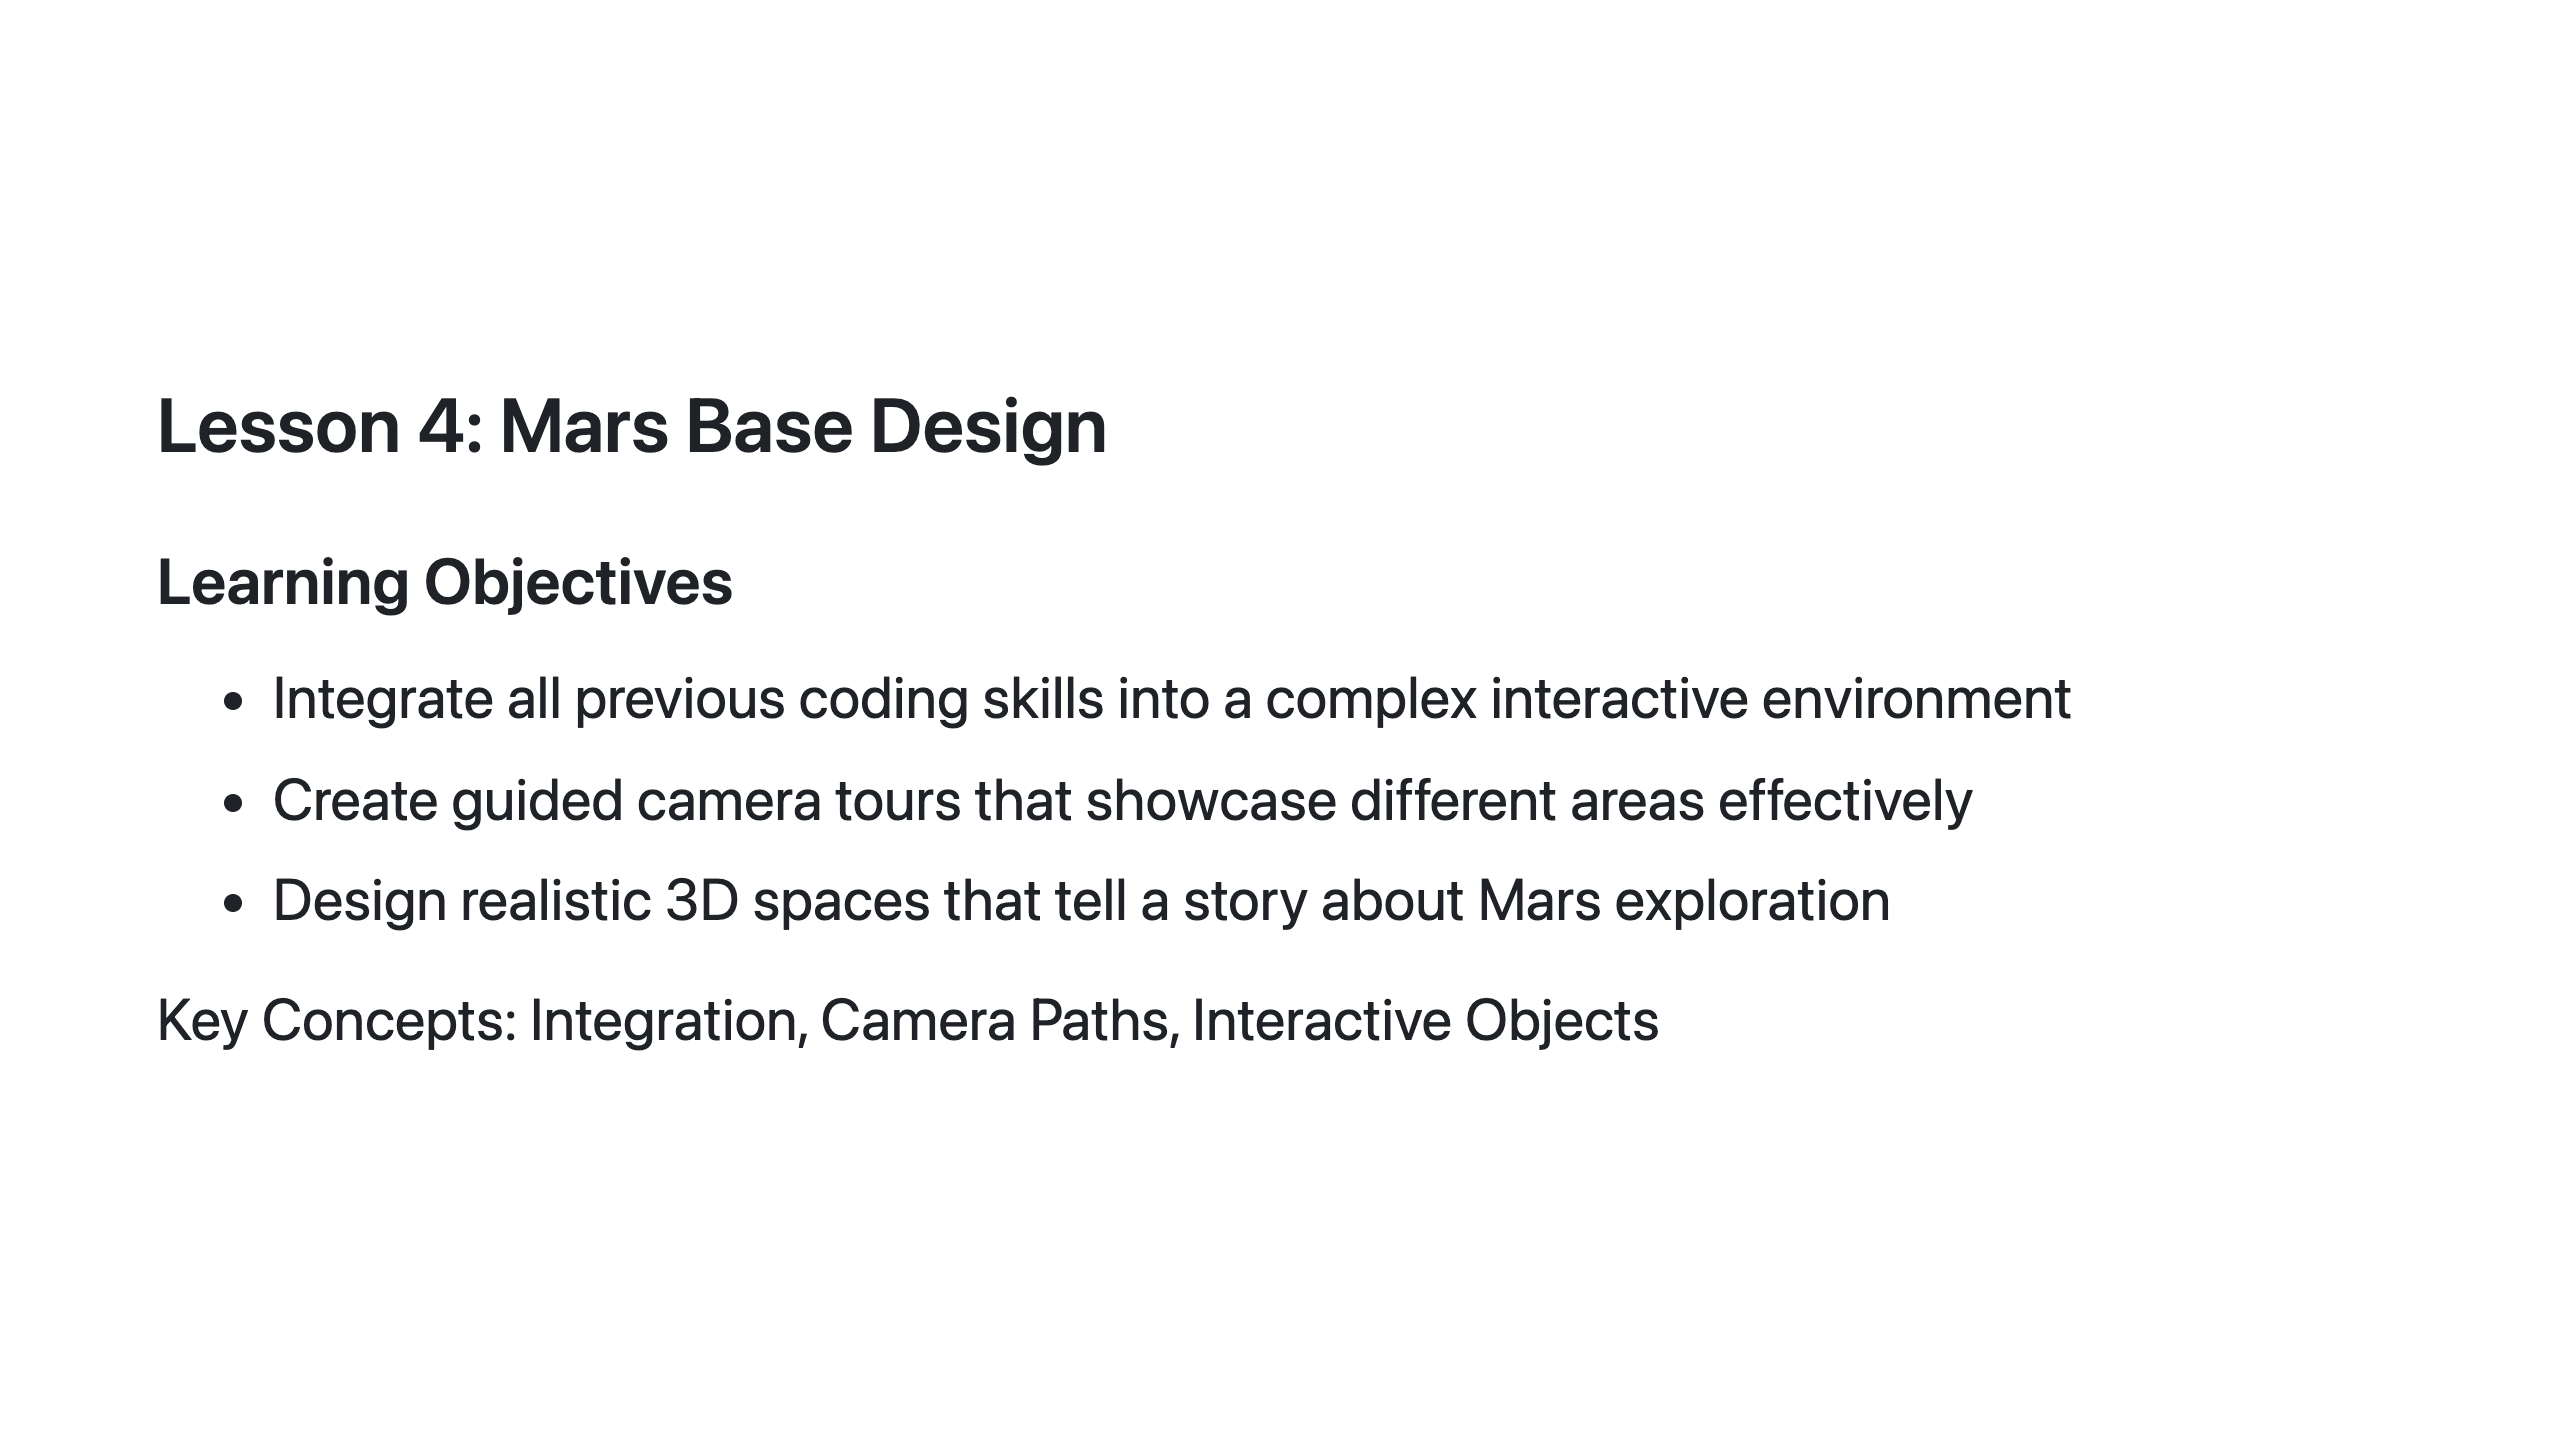 Lesson 4: Mars Base Design
Learning Objectives
• Integrate all previous coding skills into a complex interactive environment
• Create guided camera tours that showcase different areas effectively
• Design realistic 3D spaces that tell a story about Mars exploration
Key Concepts: Integration, Camera Paths, Interactive Objects